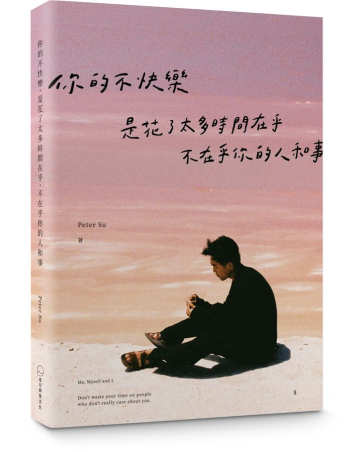 你的不快樂
是花了太多時間在乎
不在乎你的人和事
Peter Su
著
Me, Myself and I.
Don't waste your time on people
who don't really care about you.
你的不快樂，是花了太多時間在乎，不在乎你的人和事
Peter Su